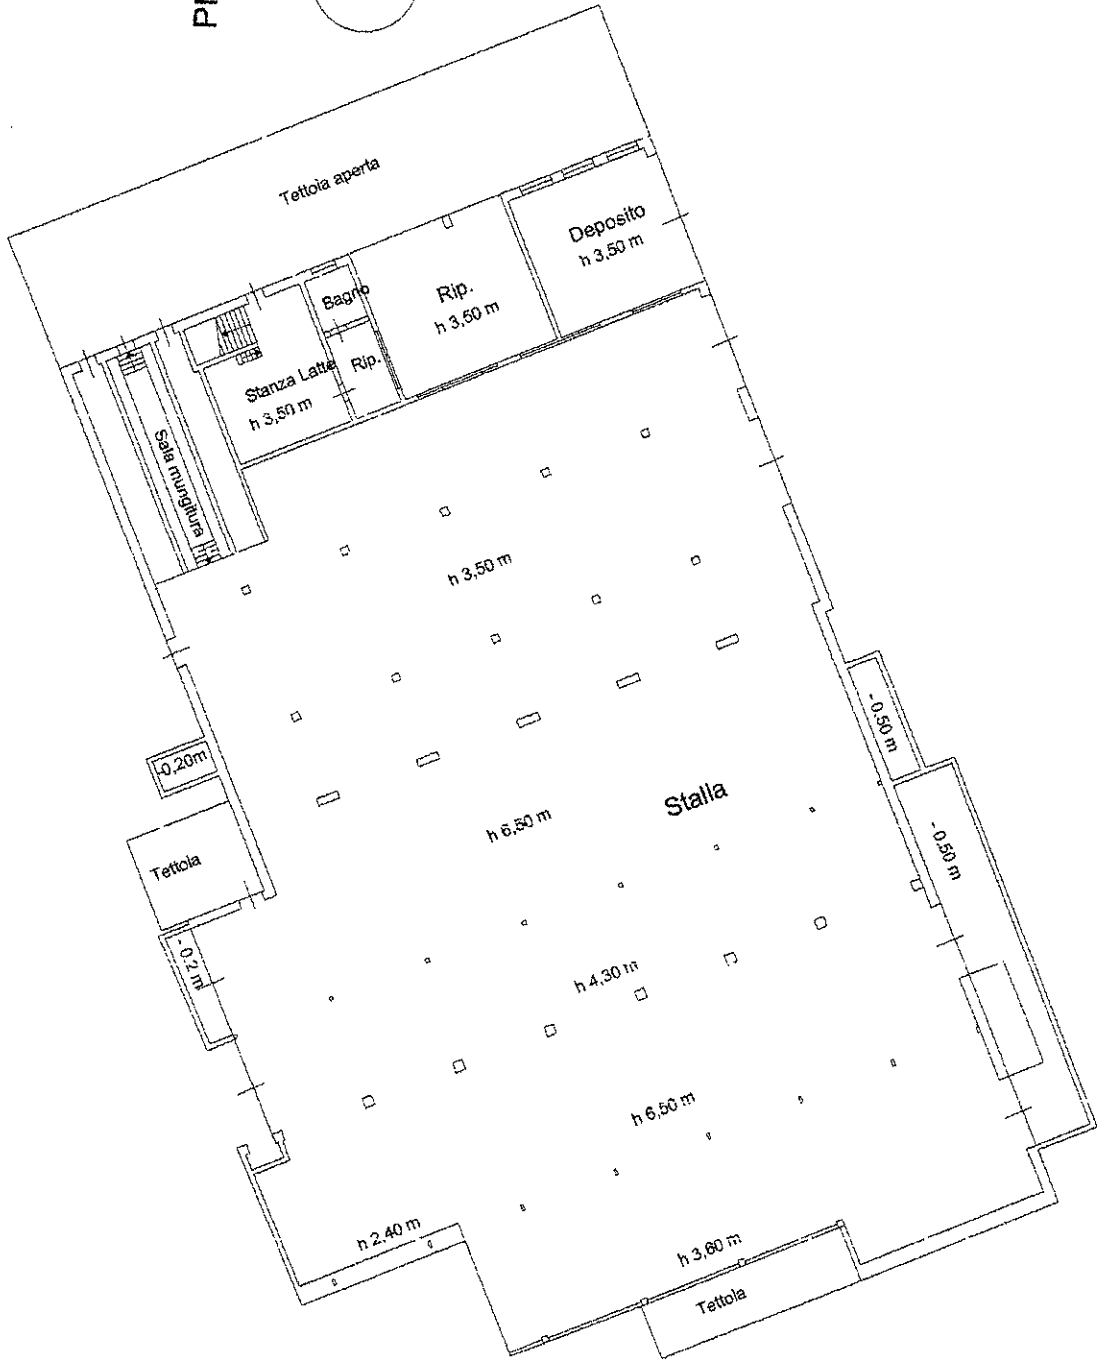 Pl
Tettoia aperta
Deposito
h 3,50 m
Bagno
Rip.
h 3,50 m
Stanza Latte
h 3,50 m
Rip.
Sala mungitura
h 3,50 m
- 0.50 m
-0,20m
Stalla
h 6,50 m
- 0.50 m
Tettoia
- 0.2 m
h 4,30 m
h 6,50 m
h 2,40 m
h 3,60 m
Tettoia